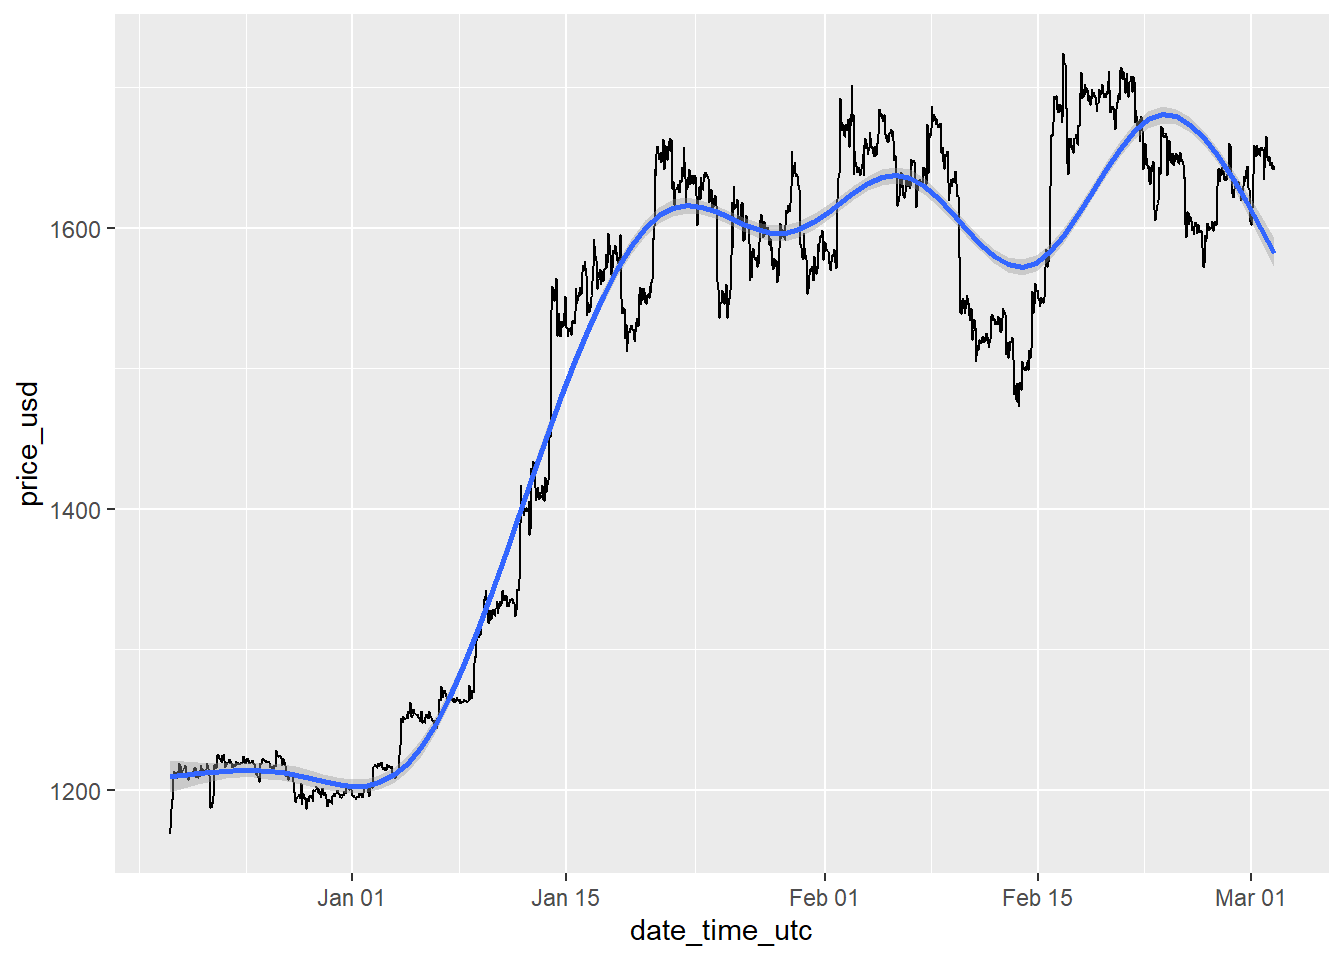 price_usd
1600
1400
1200
Jan 01
Jan 15
Feb 01
Feb 15
Mar 01
date_time_utc